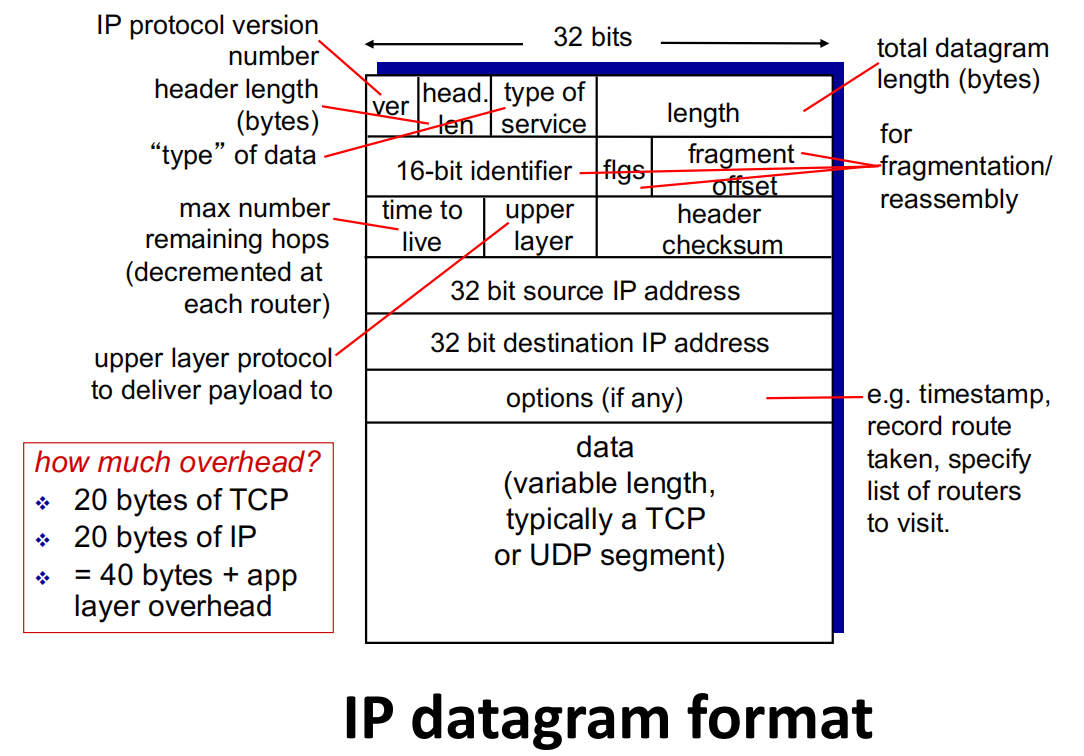 IP protocol version
number
header length
(bytes)
“type” of data
max number
remaining hops
(decremented at
each router)
upper layer protocol
to deliver payload to
how much overhead?
20 bytes of TCP
20 bytes of IP
= 40 bytes + app
layer overhead
32 bits
ver
head.
len
type of
service
length
16-bit identifier
flgs
fragment
offset
time to
live
upper
layer
header
checksum
32 bit source IP address
32 bit destination IP address
options (if any)
data
(variable length,
typically a TCP
or UDP segment)
total datagram
length (bytes)
for
fragmentation/
reassembly
e.g. timestamp,
record route
taken, specify
list of routers
to visit.
IP datagram format